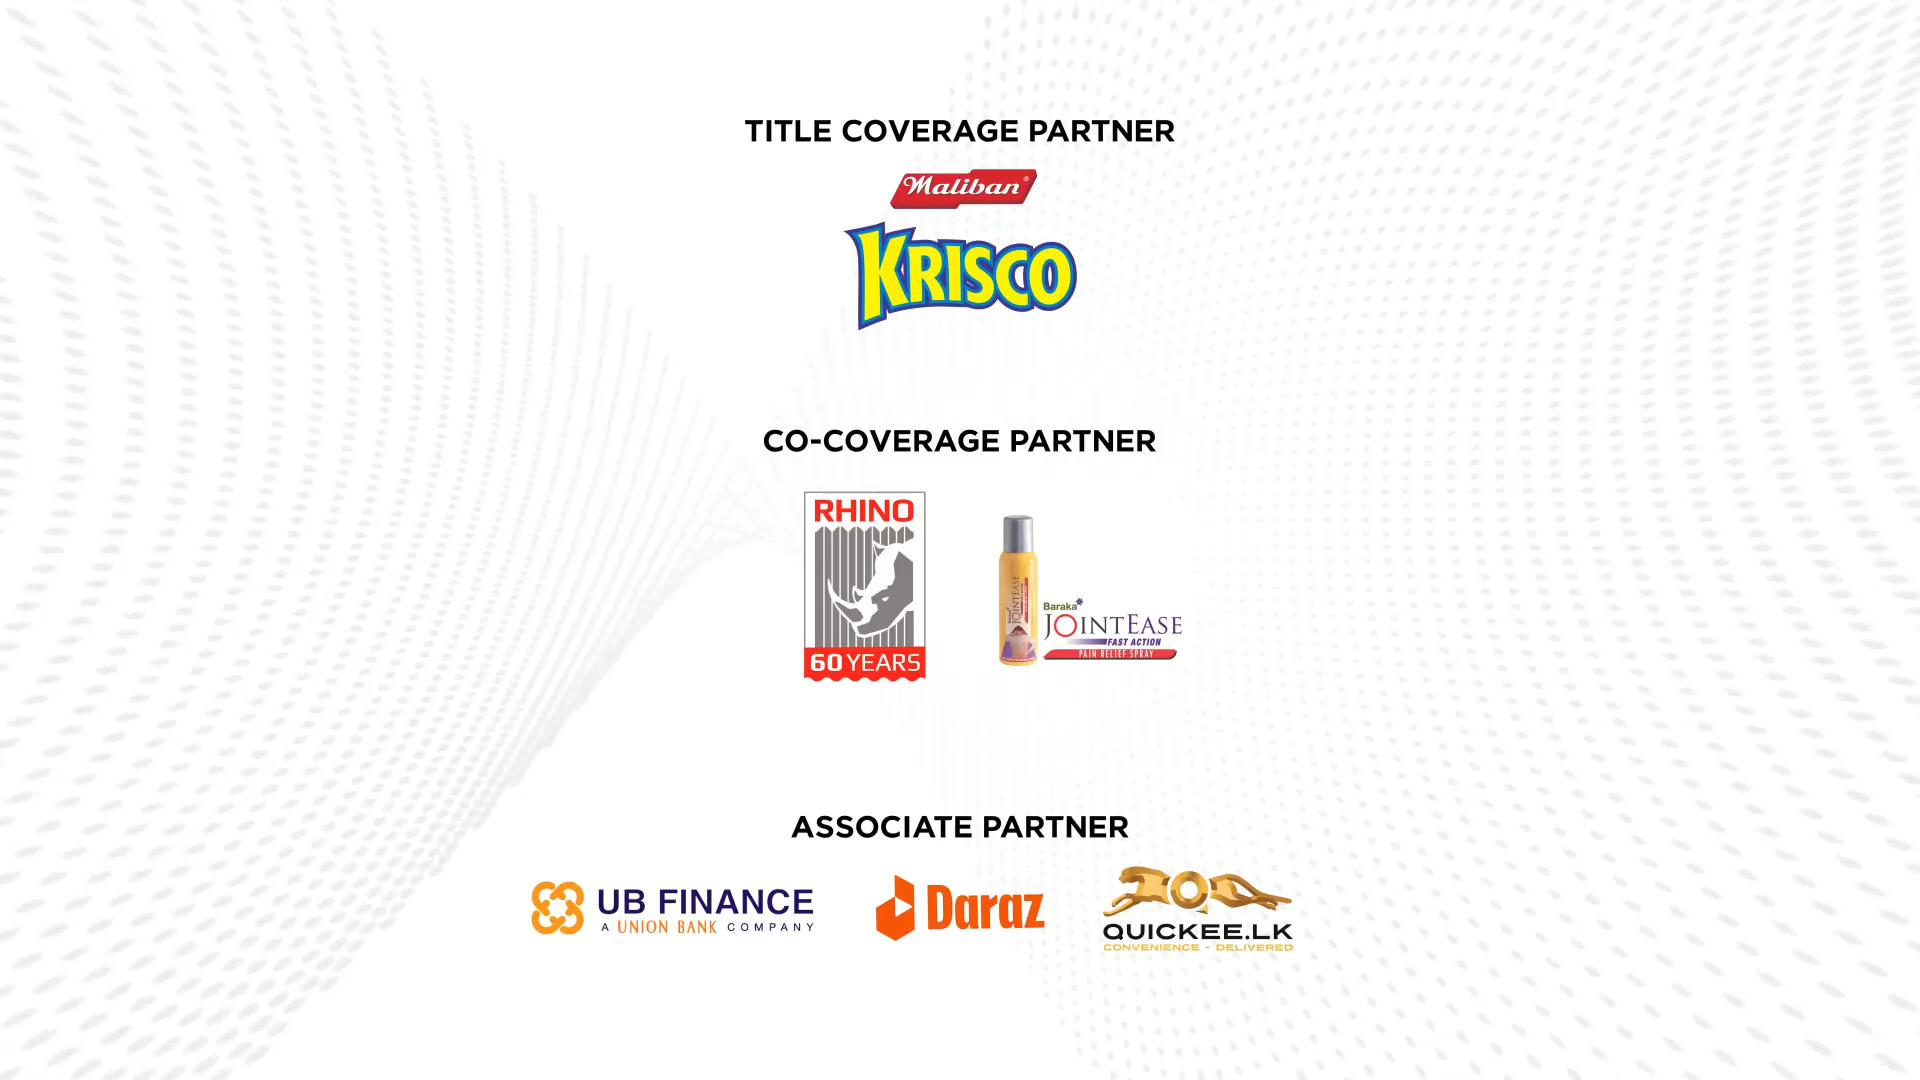 TITLE COVERAGE PARTNER
Maliban®
KRISCO
CO-COVERAGE PARTNER
RHINO
60 YEARS
JOINTEASE
Baraka
JOINTEASE
FAST ACTION
PAIN RELIEF SPRAY
ASSOCIATE PARTNER
UB FINANCE
A UNION BANK COMPANY
Daraz
QUICKEE.LK
CONVENIENCE - DELIVERED